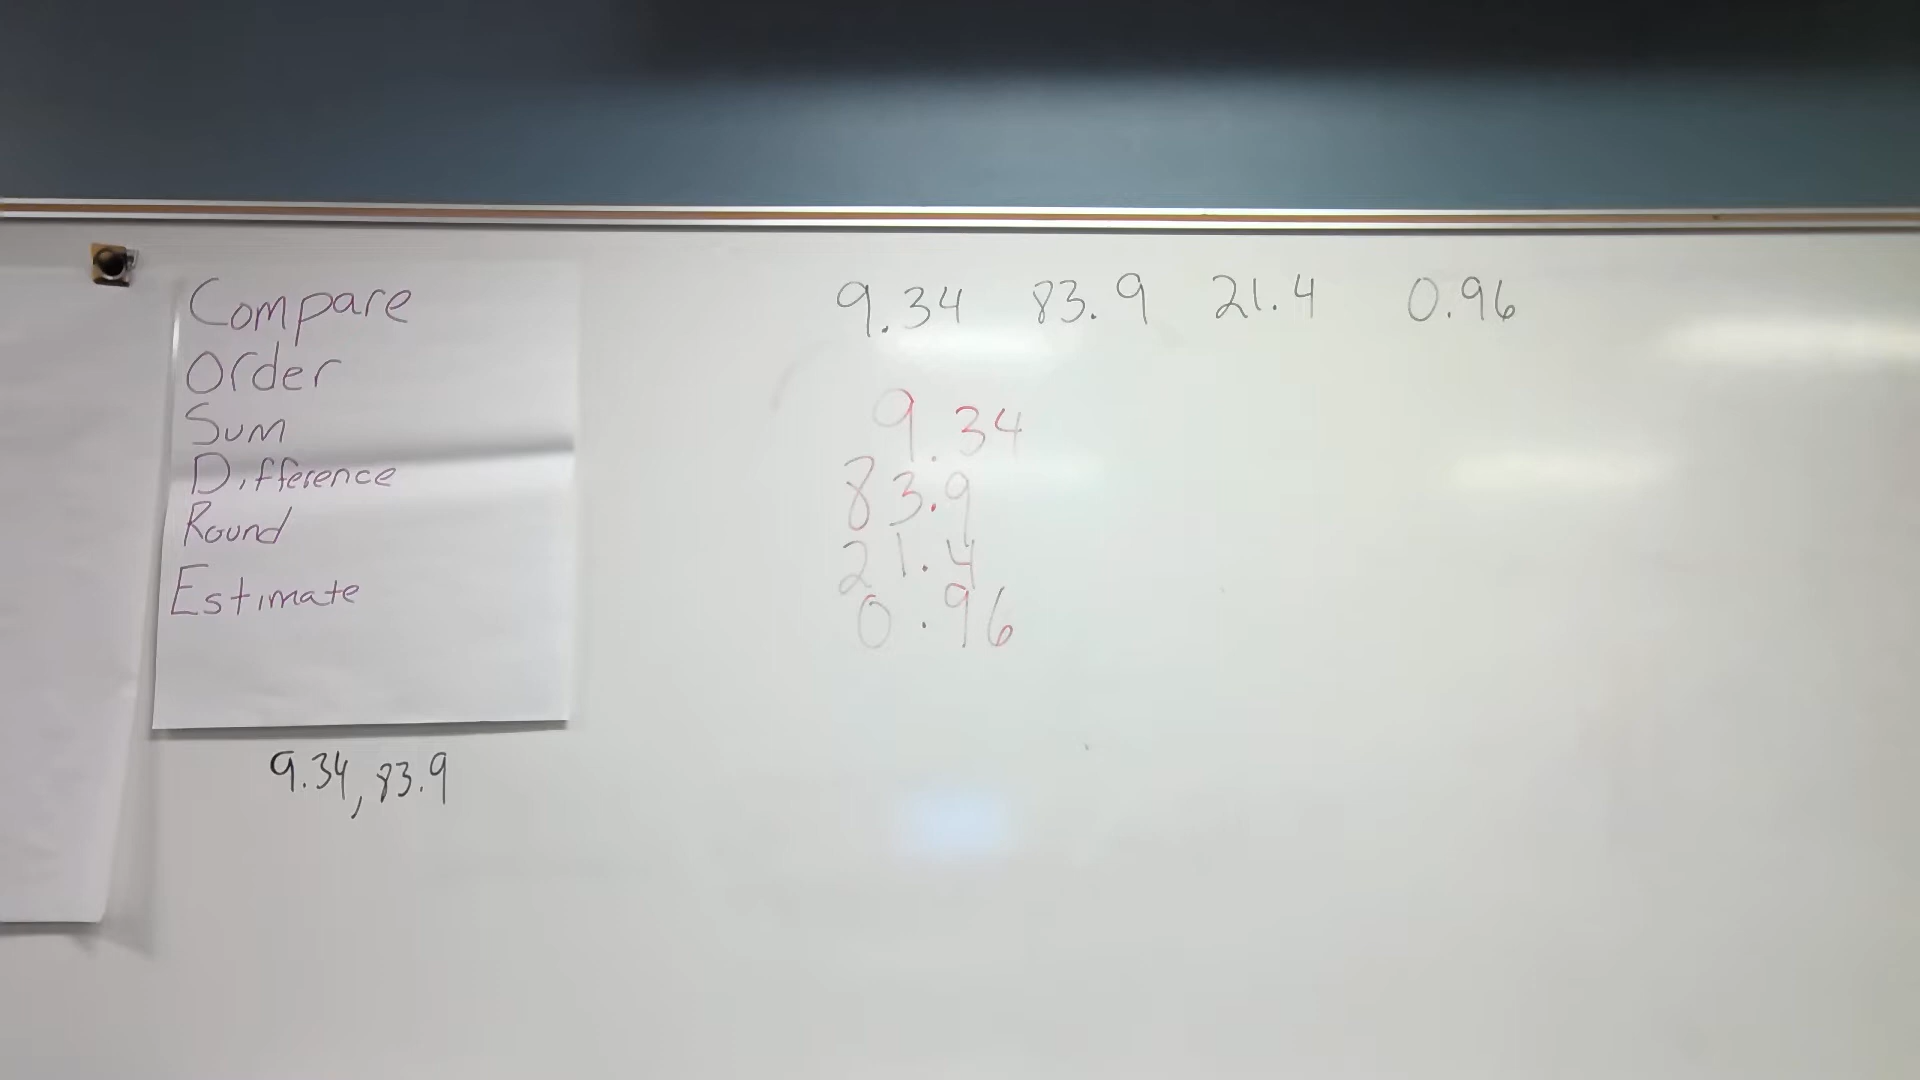 Compare
Order
Sum
Difference
Round
Estimate
9.34, 83.9
9.34 83.9 21.4 0.96
9.34
83.9
21.4
0.96